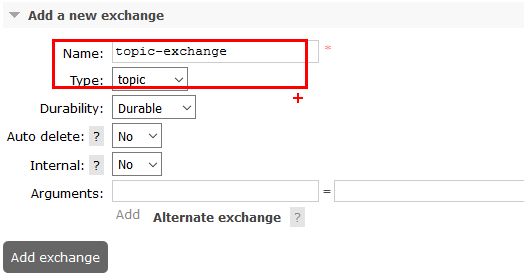 Add a new exchange
Name: topic-exchange *
Type: topic
Durability: Durable
Auto delete: ? No
Internal: ? No
Arguments: =
Add Alternate exchange ?
Add exchange